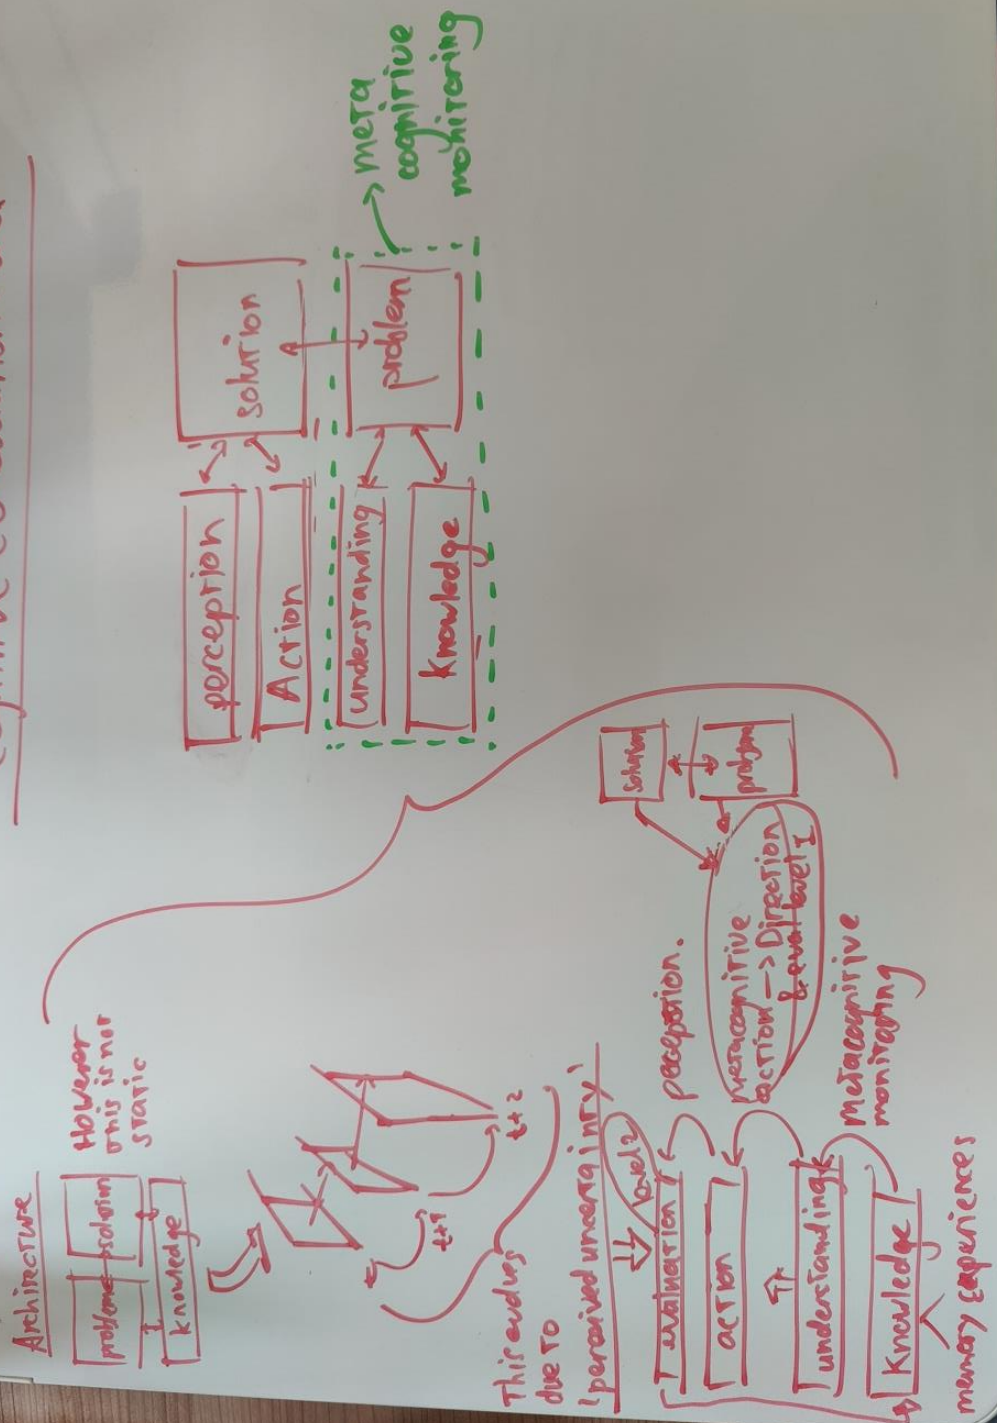 Architecture
problem
solution
knowledge
However
this is not
static
t
t+1
t+2
This evolves
due to
'perceived uncertainty'
level 2
evaluation
action
understanding
knowledge
memory
experiences
perception.
metacognitive
action -> Direction
& eval level I
metacognitive
monitoring
solution
problem
perception
Action
understanding
knowledge
solution
problem
meta
cognitive
monitoring